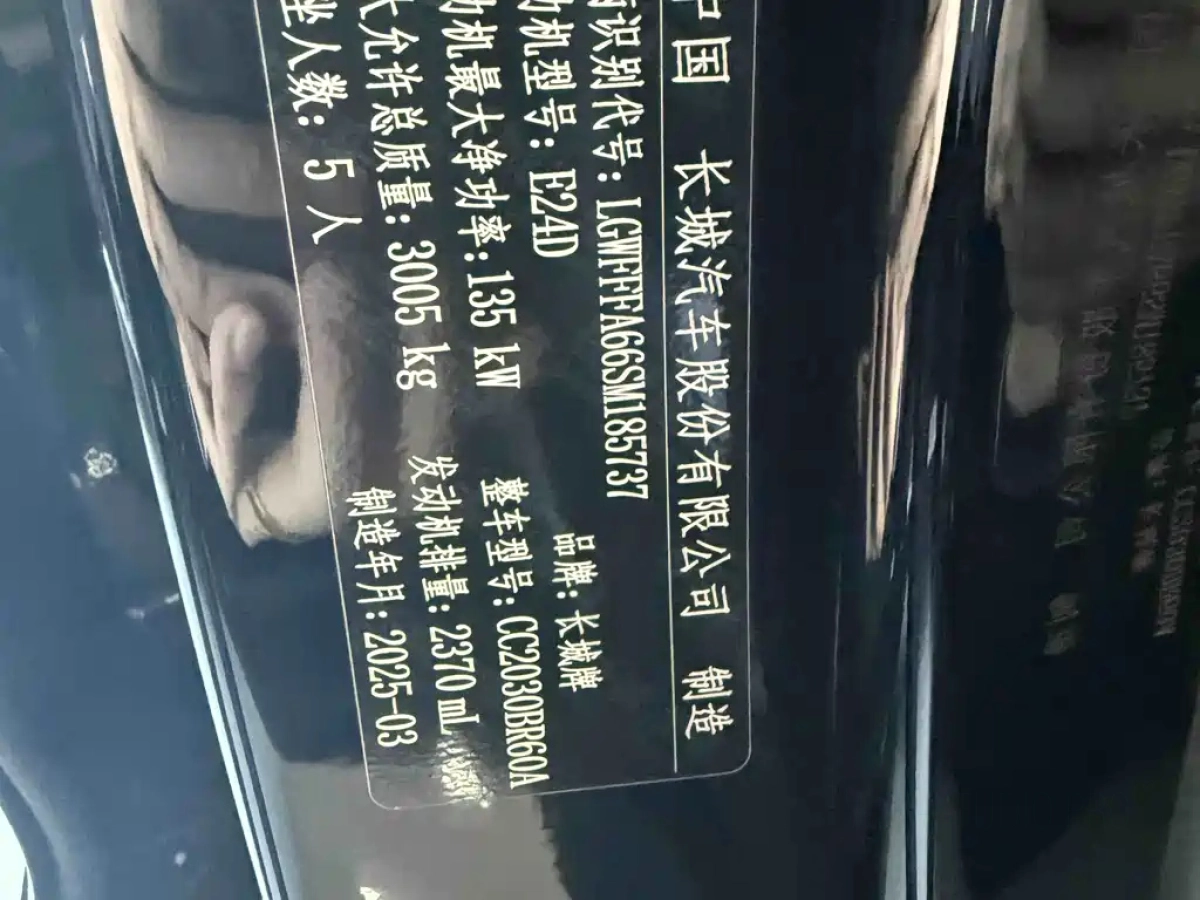 中国 长城汽车股份有限公司 制造
识别代号: LGWFFFA66SM185737
品牌: 长城牌
动机型号: E24D
整车型号: CC2030BR60A
动机最大净功率: 135 kW
发动机排量: 2370 mL
大允许总质量: 3005 kg
制造年月: 2025-03
坐人数: 5 人